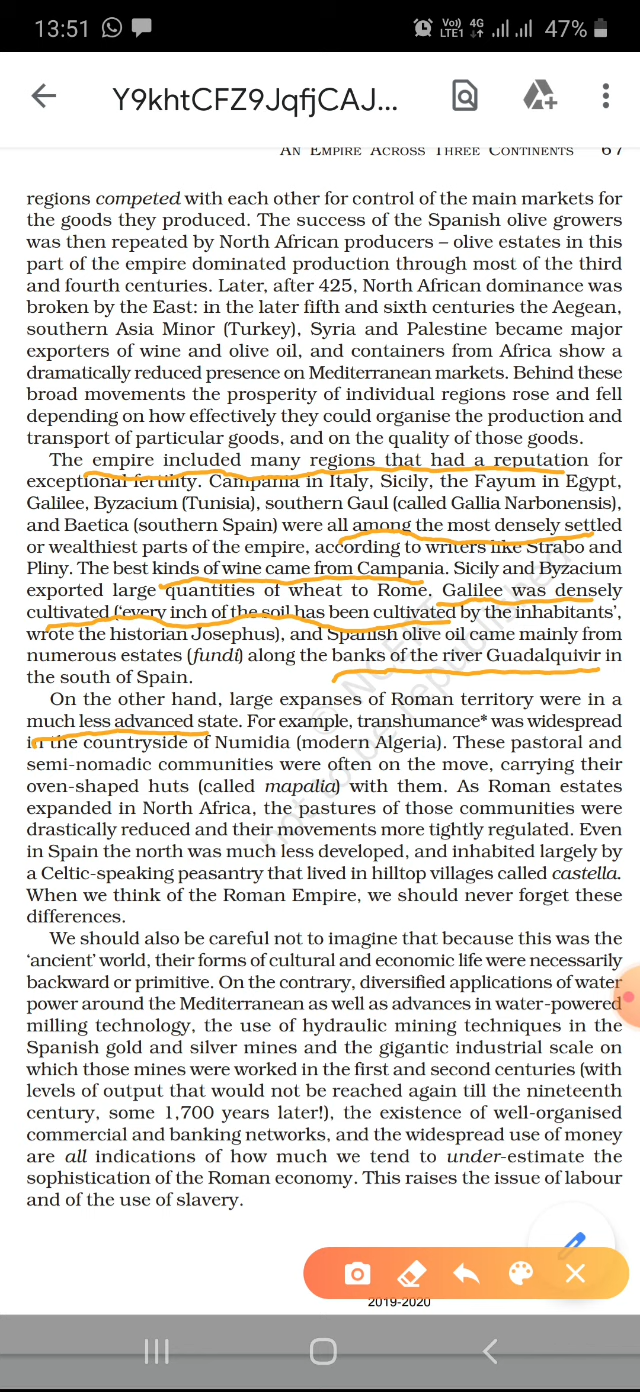 13:51
Vo)) 4G
LTE1 47%
Y9khtCFZ9JqfjCAJ...
AN EMPIRE ACROSS THREE CONTINENTS 67
regions competed with each other for control of the main markets for
the goods they produced. The success of the Spanish olive growers
was then repeated by North African producers – olive estates in this
part of the empire dominated production through most of the third
and fourth centuries. Later, after 425, North African dominance was
broken by the East: in the later fifth and sixth centuries the Aegean,
southern Asia Minor (Turkey), Syria and Palestine became major
exporters of wine and olive oil, and containers from Africa show a
dramatically reduced presence on Mediterranean markets. Behind these
broad movements the prosperity of individual regions rose and fell
depending on how effectively they could organise the production and
transport of particular goods, and on the quality of those goods.
The empire included many regions that had a reputation for
exceptional fertility. Campania in Italy, Sicily, the Fayum in Egypt,
Galilee, Byzacium (Tunisia), southern Gaul (called Gallia Narbonensis),
and Baetica (southern Spain) were all among the most densely settled
or wealthiest parts of the empire, according to writers like Strabo and
Pliny. The best kinds of wine came from Campania. Sicily and Byzacium
exported large quantities of wheat to Rome. Galilee was densely
cultivated ('every inch of the soil has been cultivated by the inhabitants',
wrote the historian Josephus), and Spanish olive oil came mainly from
numerous estates (fundi) along the banks of the river Guadalquivir in
the south of Spain.
On the other hand, large expanses of Roman territory were in a
much less advanced state. For example, transhumance* was widespread
in the countryside of Numidia (modern Algeria). These pastoral and
semi-nomadic communities were often on the move, carrying their
oven-shaped huts (called mapalia) with them. As Roman estates
expanded in North Africa, the pastures of those communities were
drastically reduced and their movements more tightly regulated. Even
in Spain the north was much less developed, and inhabited largely by
a Celtic-speaking peasantry that lived in hilltop villages called castella.
When we think of the Roman Empire, we should never forget these
differences.
We should also be careful not to imagine that because this was the
'ancient' world, their forms of cultural and economic life were necessarily
backward or primitive. On the contrary, diversified applications of water
power around the Mediterranean as well as advances in water-powered
milling technology, the use of hydraulic mining techniques in the
Spanish gold and silver mines and the gigantic industrial scale on
which those mines were worked in the first and second centuries (with
levels of output that would not be reached again till the nineteenth
century, some 1,700 years later!), the existence of well-organised
commercial and banking networks, and the widespread use of money
are all indications of how much we tend to under-estimate the
sophistication of the Roman economy. This raises the issue of labour
and of the use of slavery.
© NCERT
not to be republished
2019-2020